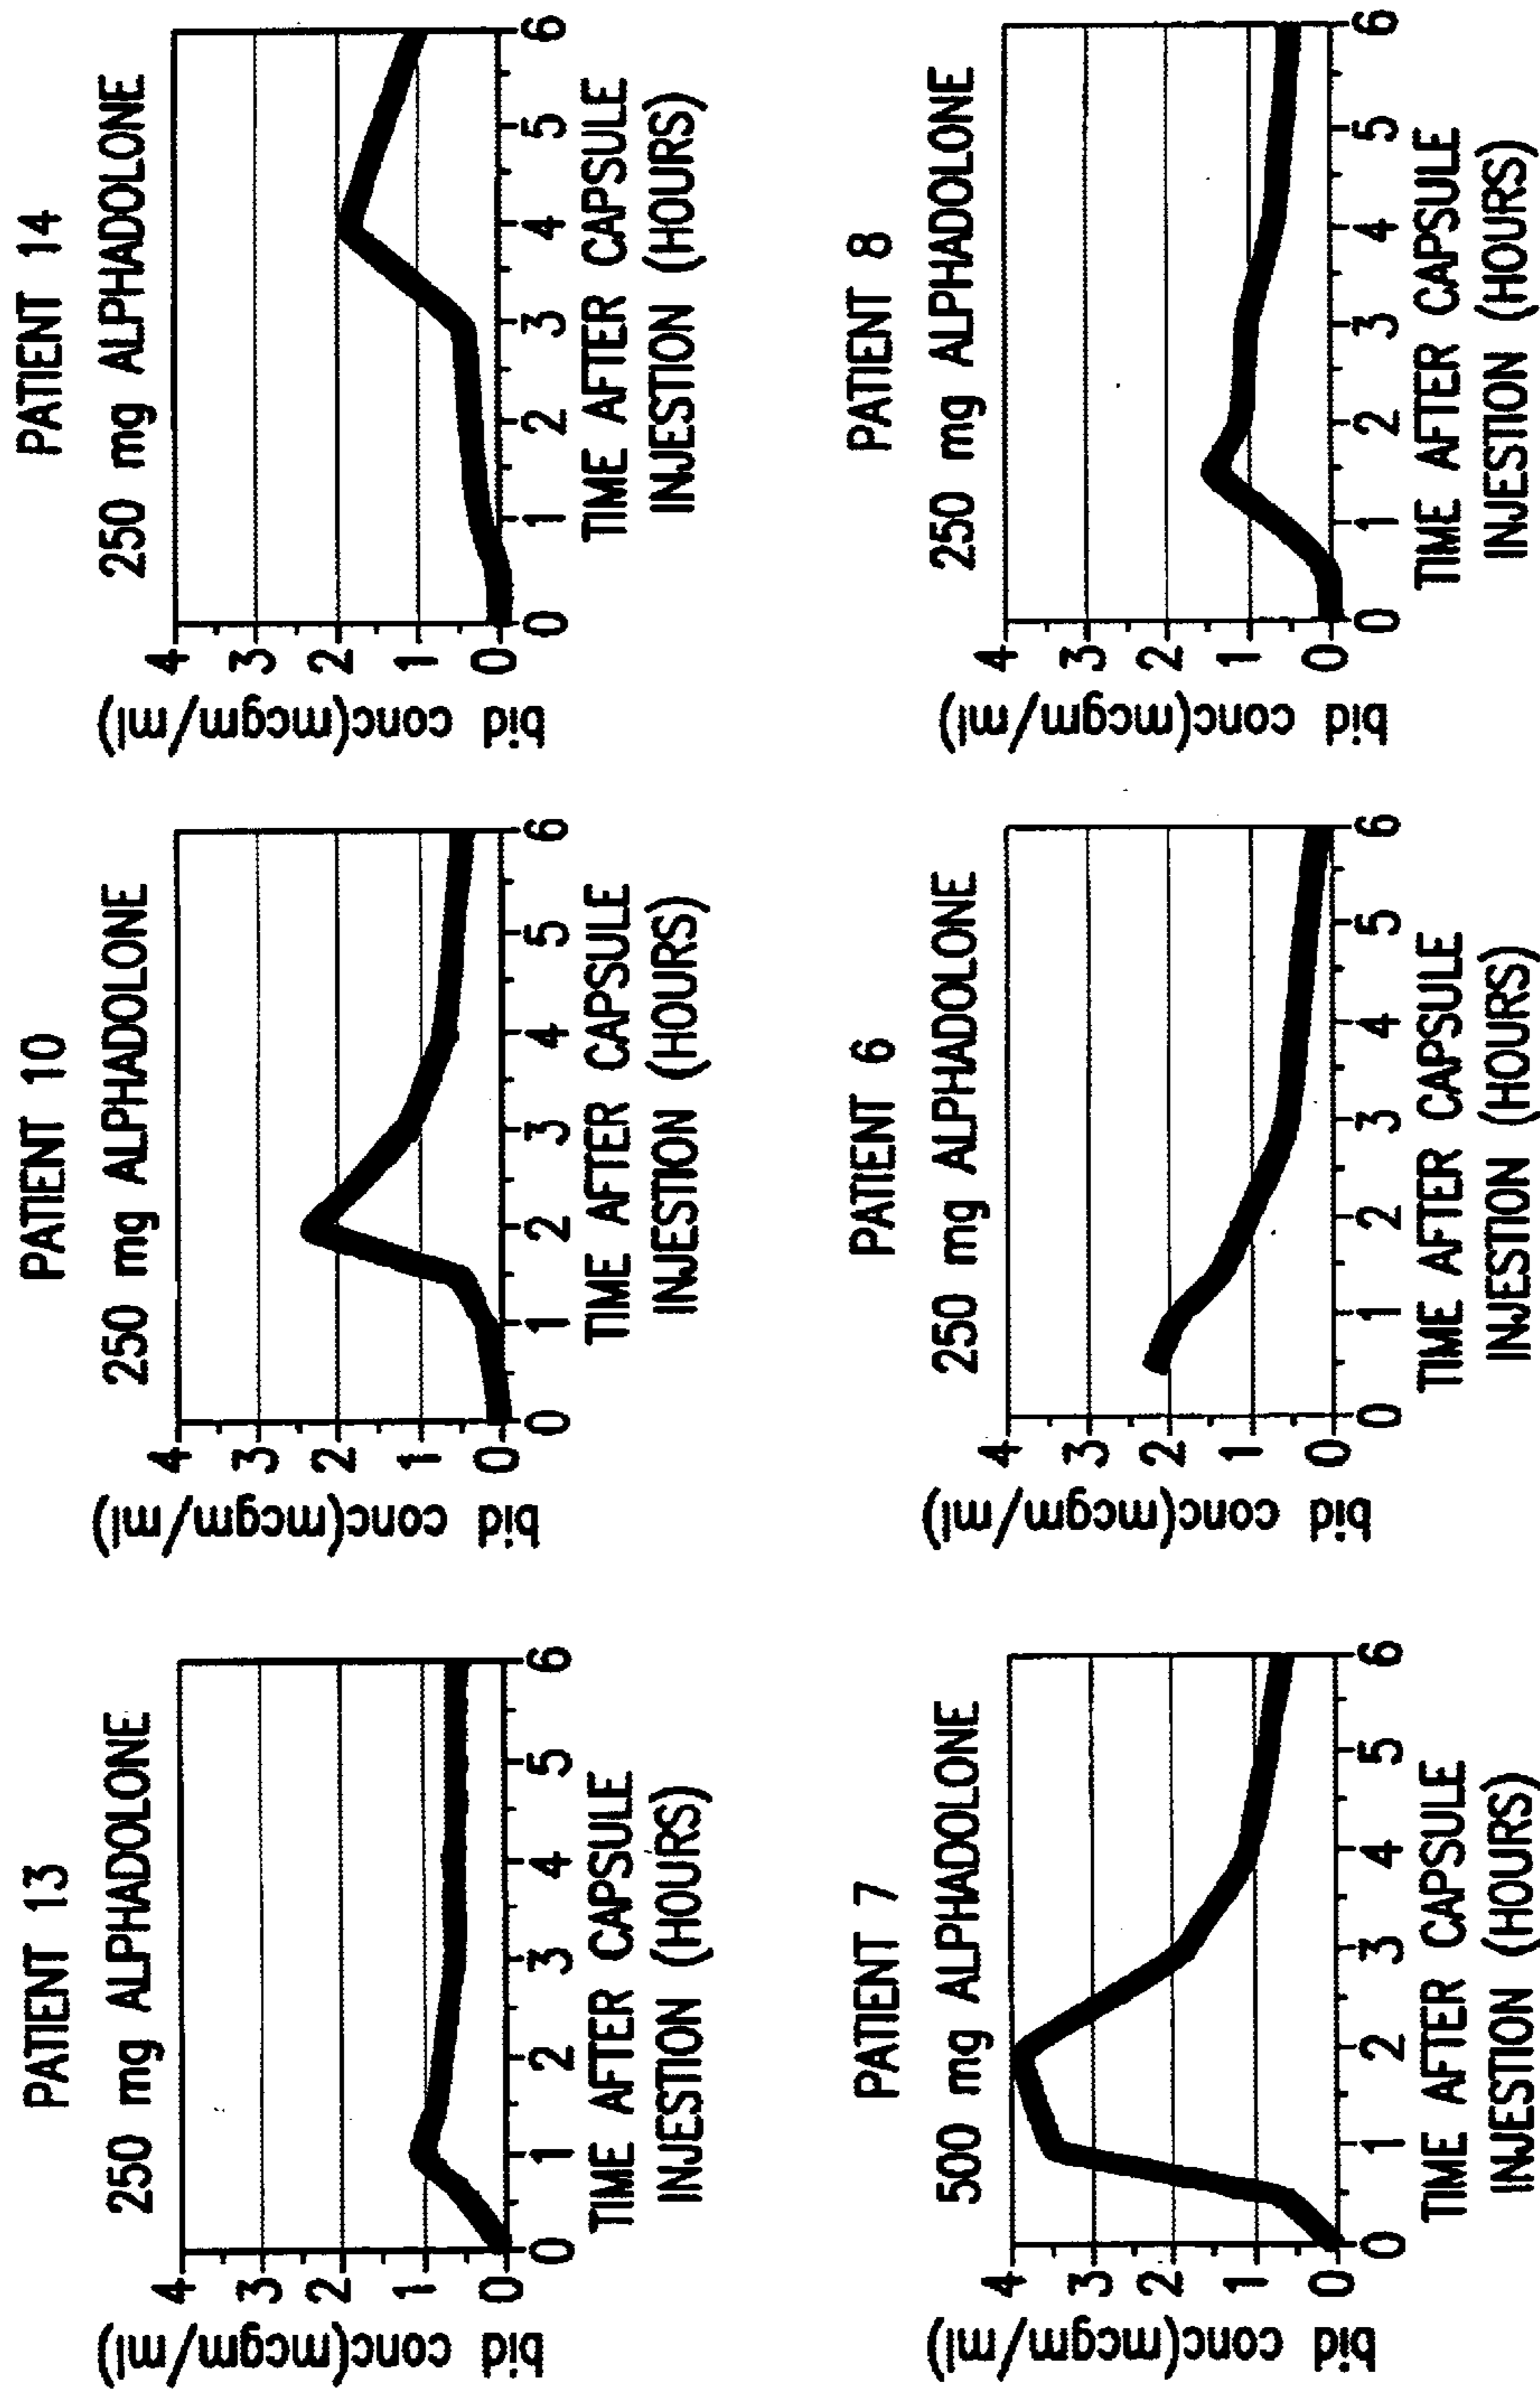 PATIENT 13
250 mg ALPHADOLONE
bid conc(mcgm/ml)
4
3
2
1
0
0 1 2 3 4 5 6
TIME AFTER CAPSULE
INJESTION (HOURS)
PATIENT 10
250 mg ALPHADOLONE
bid conc(mcgm/ml)
4
3
2
1
0
0 1 2 3 4 5 6
TIME AFTER CAPSULE
INJESTION (HOURS)
PATIENT 14
250 mg ALPHADOLONE
bid conc(mcgm/ml)
4
3
2
1
0
0 1 2 3 4 5 6
TIME AFTER CAPSULE
INJESTION (HOURS)
PATIENT 7
500 mg ALPHADOLONE
bid conc(mcgm/ml)
4
3
2
1
0
0 1 2 3 4 5 6
TIME AFTER CAPSULE
INJESTION (HOURS)
PATIENT 6
250 mg ALPHADOLONE
bid conc(mcgm/ml)
4
3
2
1
0
0 1 2 3 4 5 6
TIME AFTER CAPSULE
INJESTION (HOURS)
PATIENT 8
250 mg ALPHADOLONE
bid conc(mcgm/ml)
4
3
2
1
0
0 1 2 3 4 5 6
TIME AFTER CAPSULE
INJESTION (HOURS)